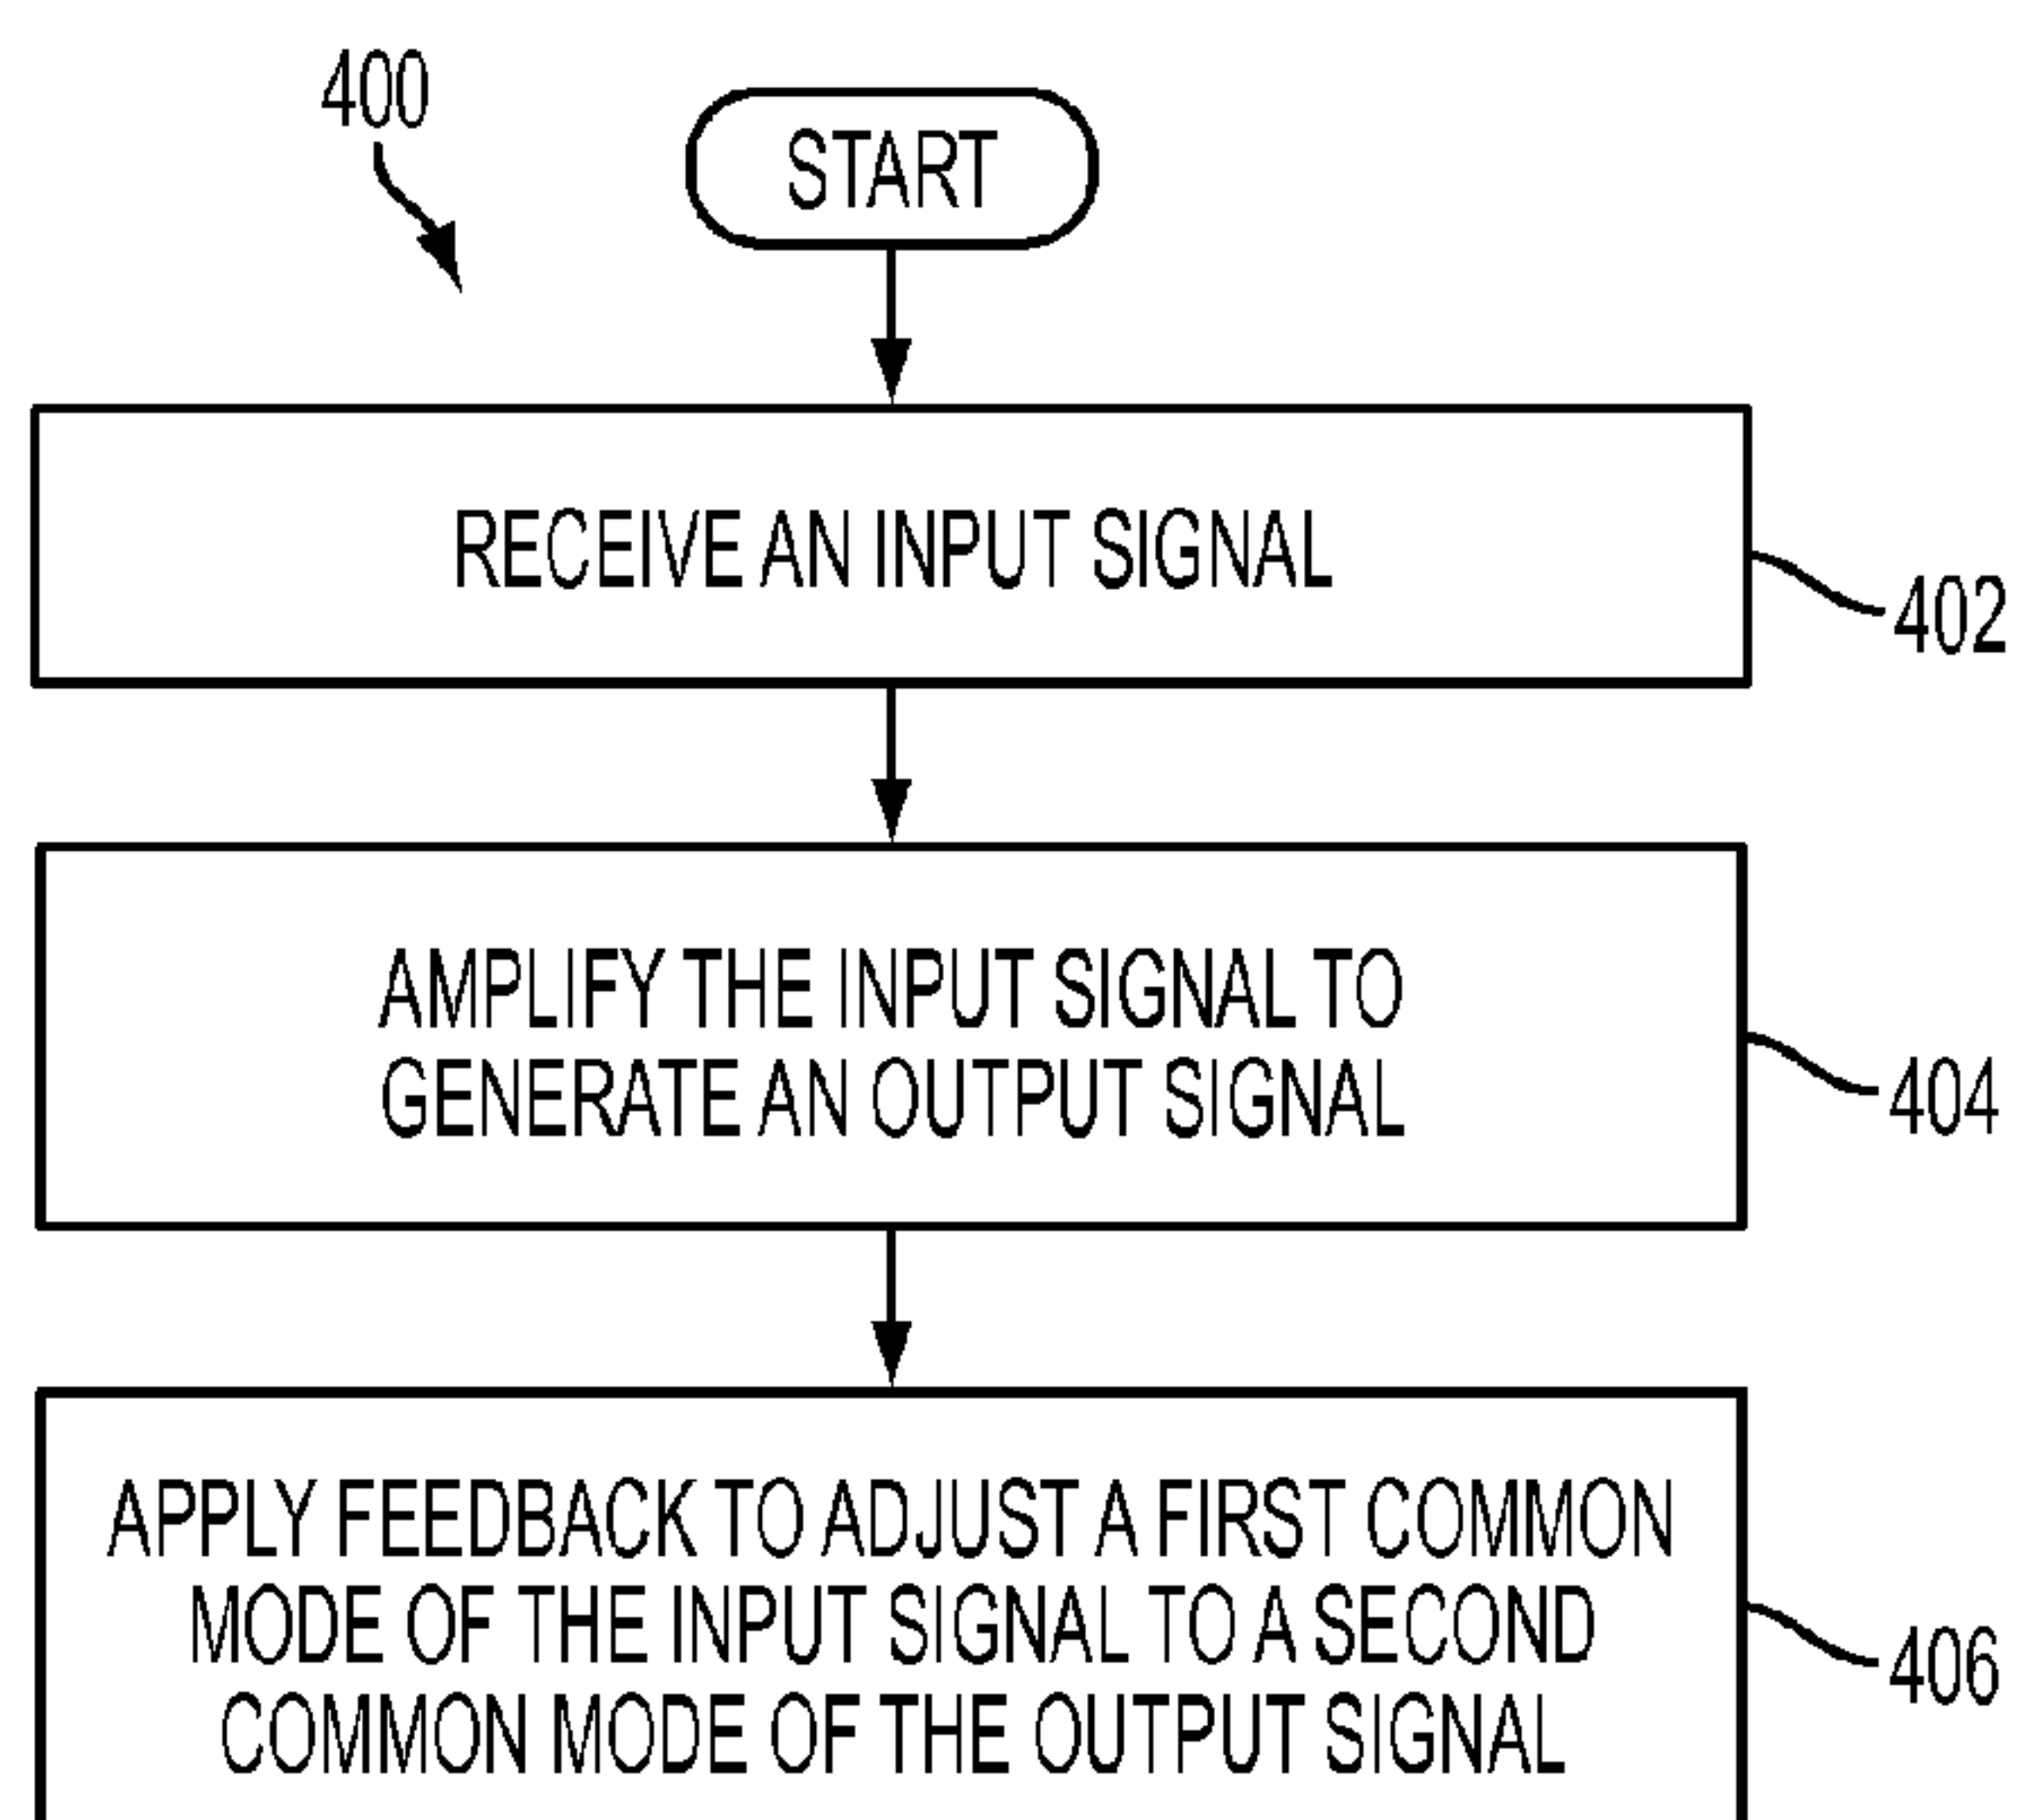 400
START
RECEIVE AN INPUT SIGNAL
402
AMPLIFY THE INPUT SIGNAL TO
GENERATE AN OUTPUT SIGNAL
404
APPLY FEEDBACK TO ADJUST A FIRST COMMON
MODE OF THE INPUT SIGNAL TO A SECOND
COMMON MODE OF THE OUTPUT SIGNAL
406